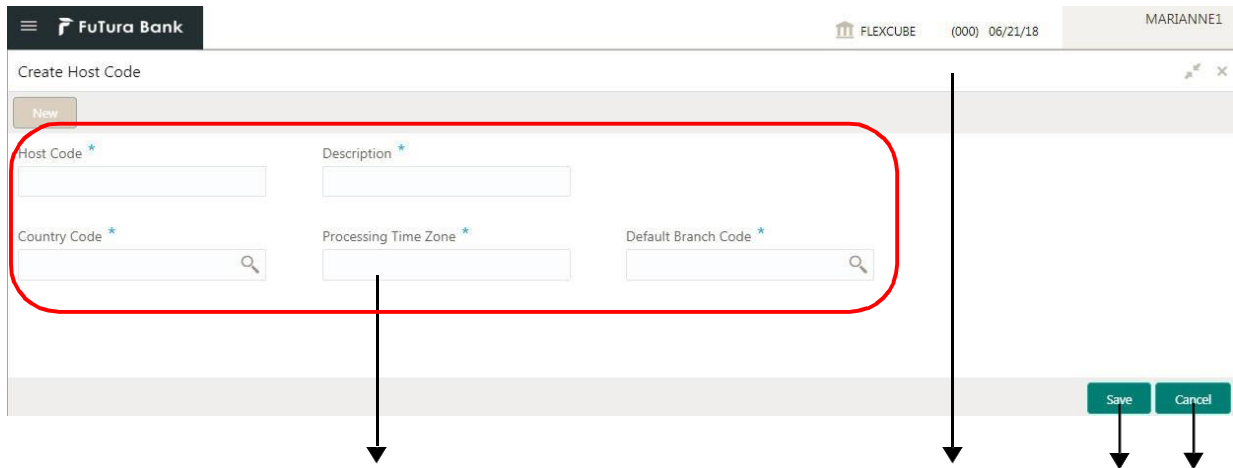 FuTura Bank
FLEXCUBE (000) 06/21/18
MARIANNE1
Create Host Code
New
Host Code * Description *
Country Code * Processing Time Zone * Default Branch Code *
Save Cancel